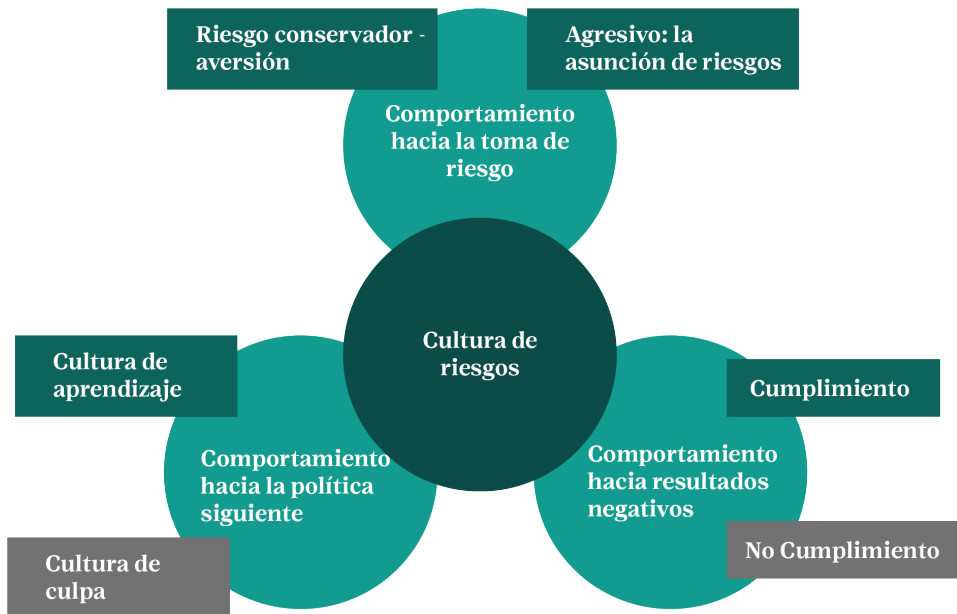 Riesgo conservador -
aversión
Agresivo: la
asunción de riesgos
Comportamiento
hacia la toma de
riesgo
Cultura de
riesgos
Cultura de
aprendizaje
Comportamiento
hacia la política
siguiente
Cultura de
culpa
Cumplimiento
Comportamiento
hacia resultados
negativos
No Cumplimiento